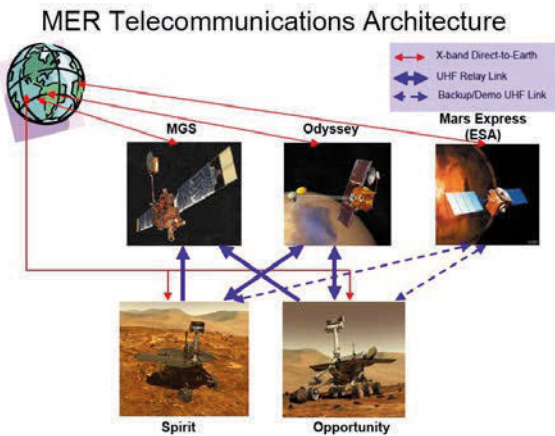 MER Telecommunications Architecture
X-band Direct-to-Earth
UHF Relay Link
Backup/Demo UHF Link
MGS
Odyssey
Mars Express
(ESA)
Spirit
Opportunity